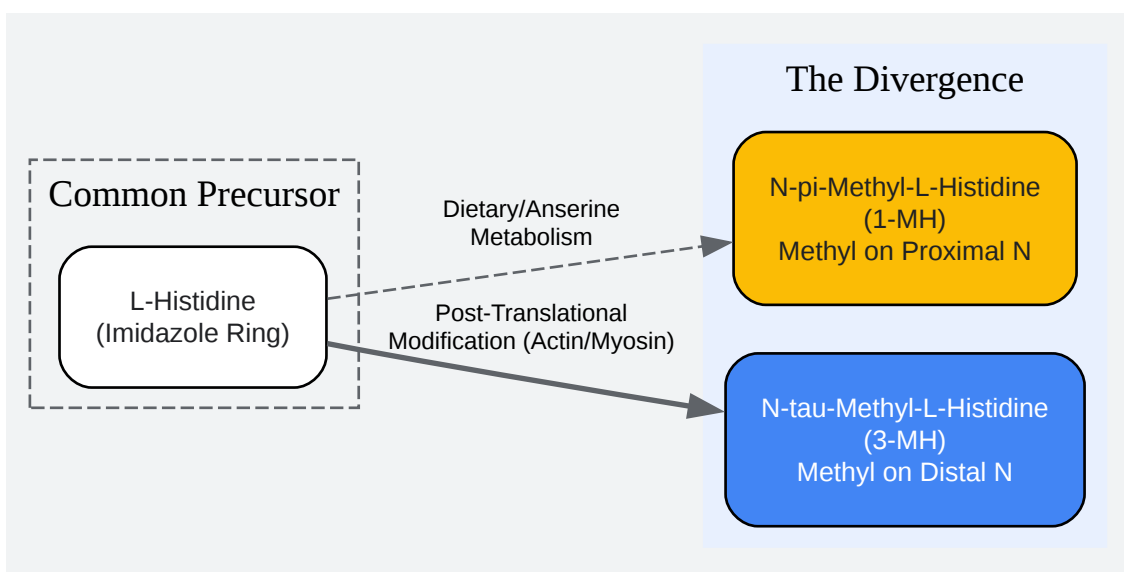 The Divergence
Common Precursor
L-Histidine
(Imidazole Ring)
Dietary/Anserine
Metabolism
Post-Translational
Modification (Actin/Myosin)
N-pi-Methyl-L-Histidine
(1-MH)
Methyl on Proximal N
N-tau-Methyl-L-Histidine
(3-MH)
Methyl on Distal N